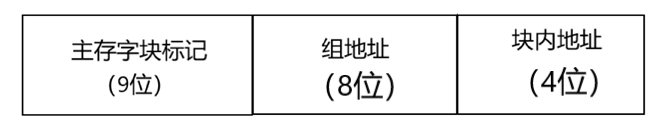 主存字块标记
（9位）
组地址
（8位）
块内地址
（4位）